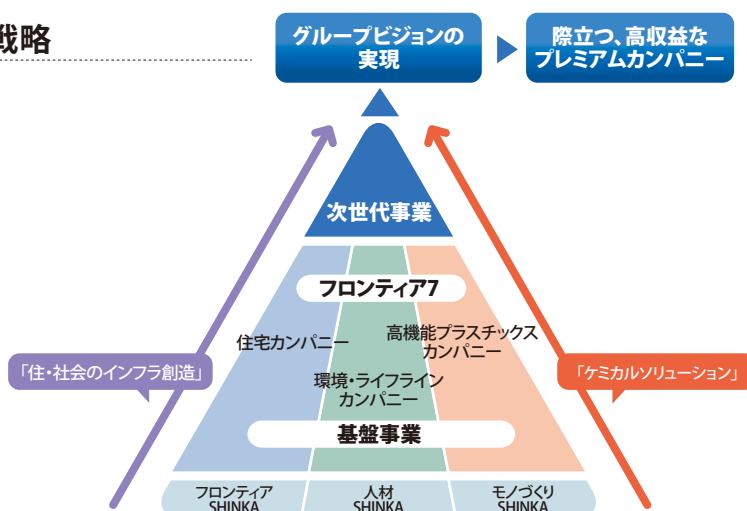 戦略
グループビジョンの
実現
際立つ、高収益な
プレミアムカンパニー
次世代事業
フロンティア7
住宅カンパニー
高機能プラスチックス
カンパニー
「住・社会のインフラ創造」
環境・ライフライン
カンパニー
「ケミカルソリューション」
基盤事業
フロンティア
SHINKA
人材
SHINKA
モノづくり
SHINKA